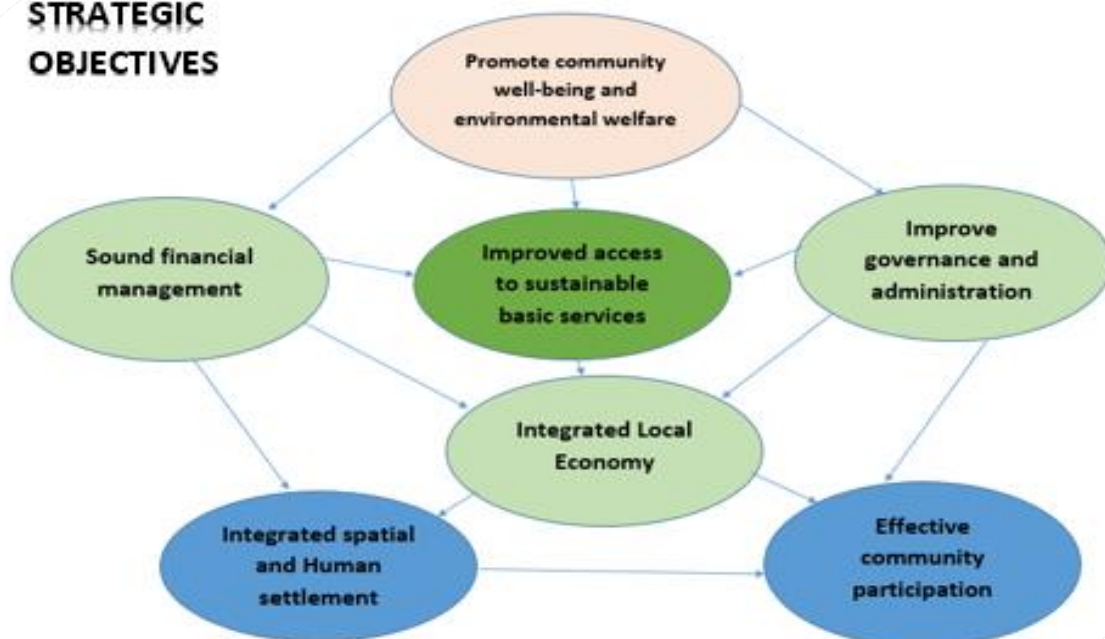 STRATEGIC
OBJECTIVES
Promote community
well-being and
environmental welfare
Sound financial
management
Improved access
to sustainable
basic services
Improve
governance and
administration
Integrated Local
Economy
Integrated spatial
and Human
settlement
Effective
community
participation